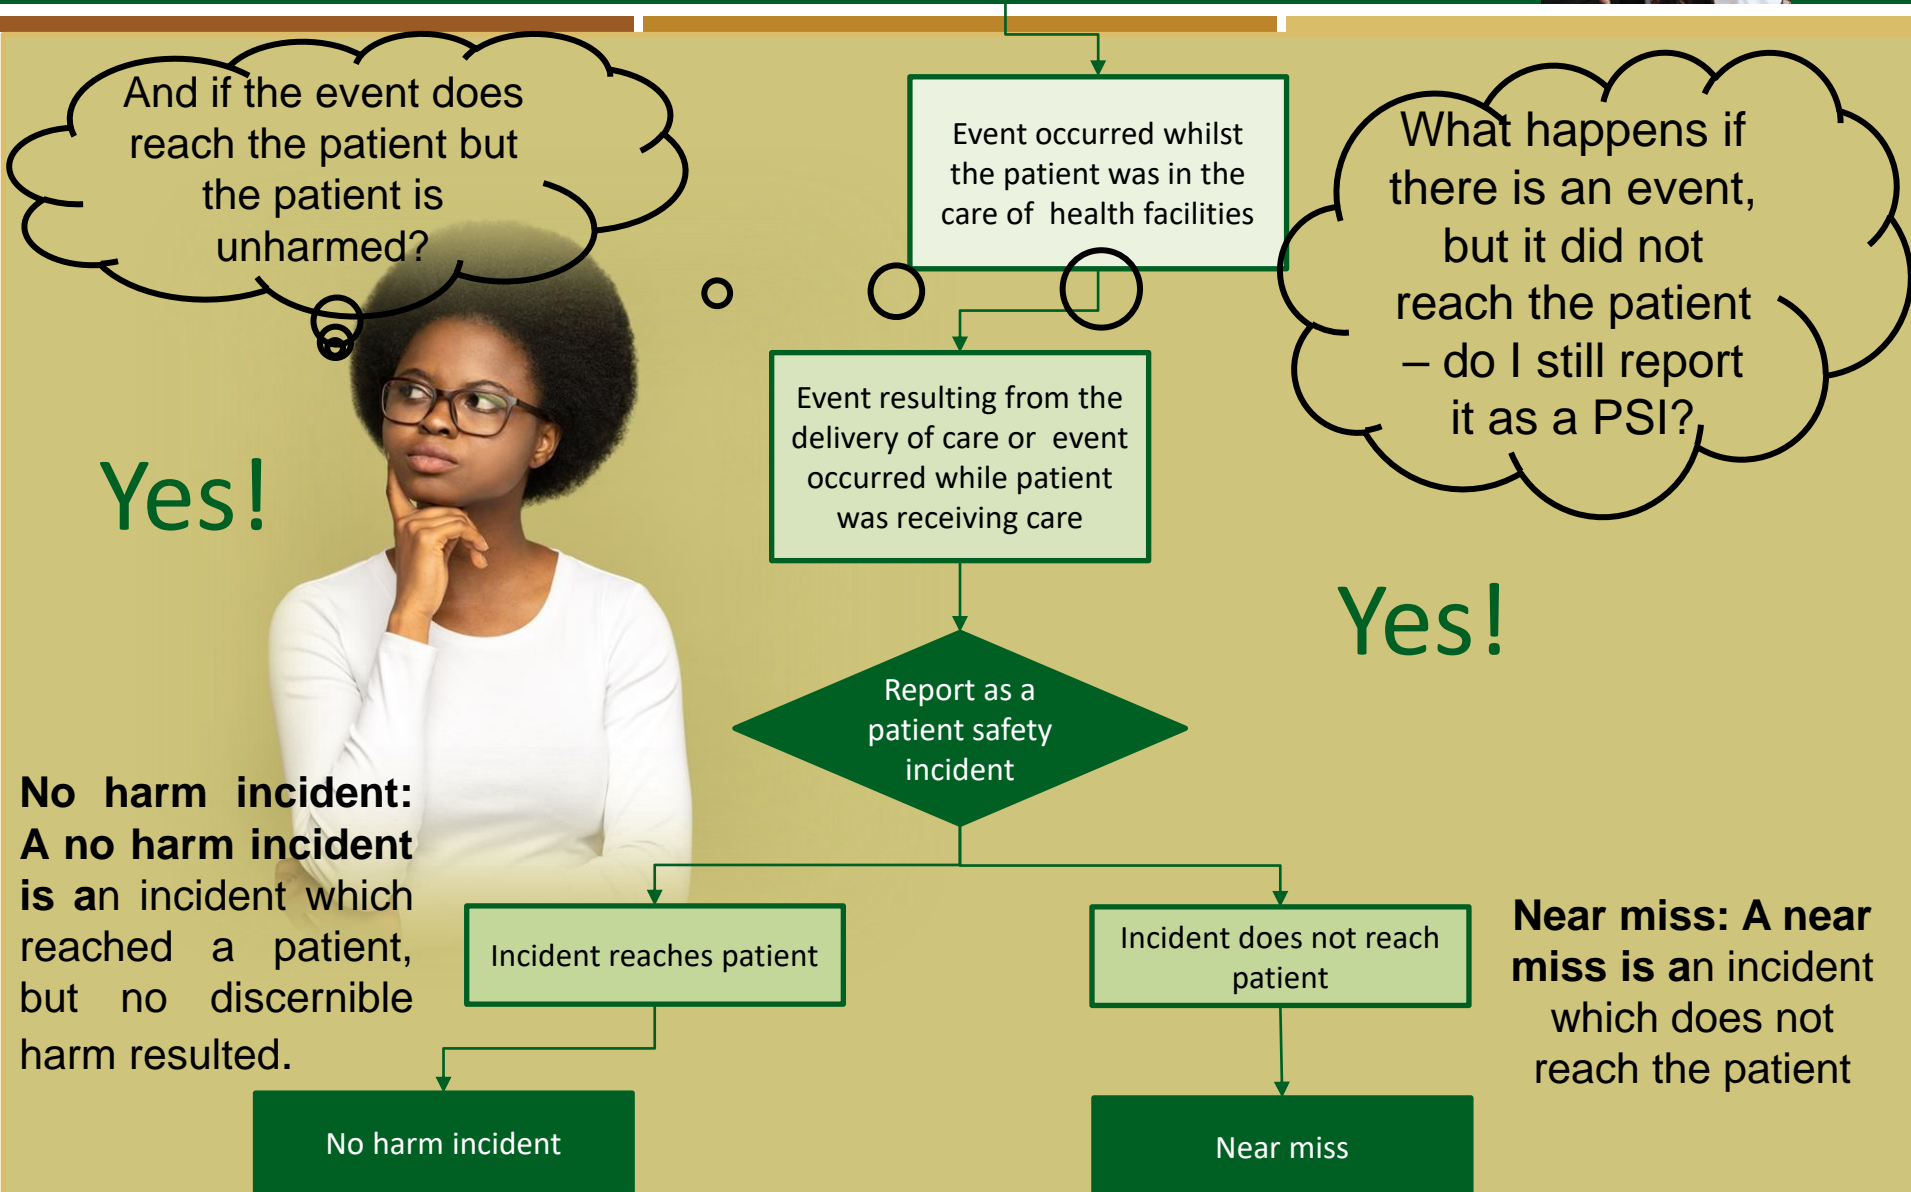 And if the event does
reach the patient but
the patient is
unharmed?
Event occurred whilst
the patient was in the
care of health facilities
What happens if
there is an event,
but it did not
reach the patient
– do I still report
it as a PSI?
Event resulting from the
delivery of care or event
occurred while patient
was receiving care
Yes!
Yes!
Report as a
patient safety
incident
No harm incident:
A no harm incident
is an incident which
reached a patient,
but no discernible
harm resulted.
Incident reaches patient
Incident does not reach
patient
Near miss: A near
miss is an incident
which does not
reach the patient
No harm incident
Near miss